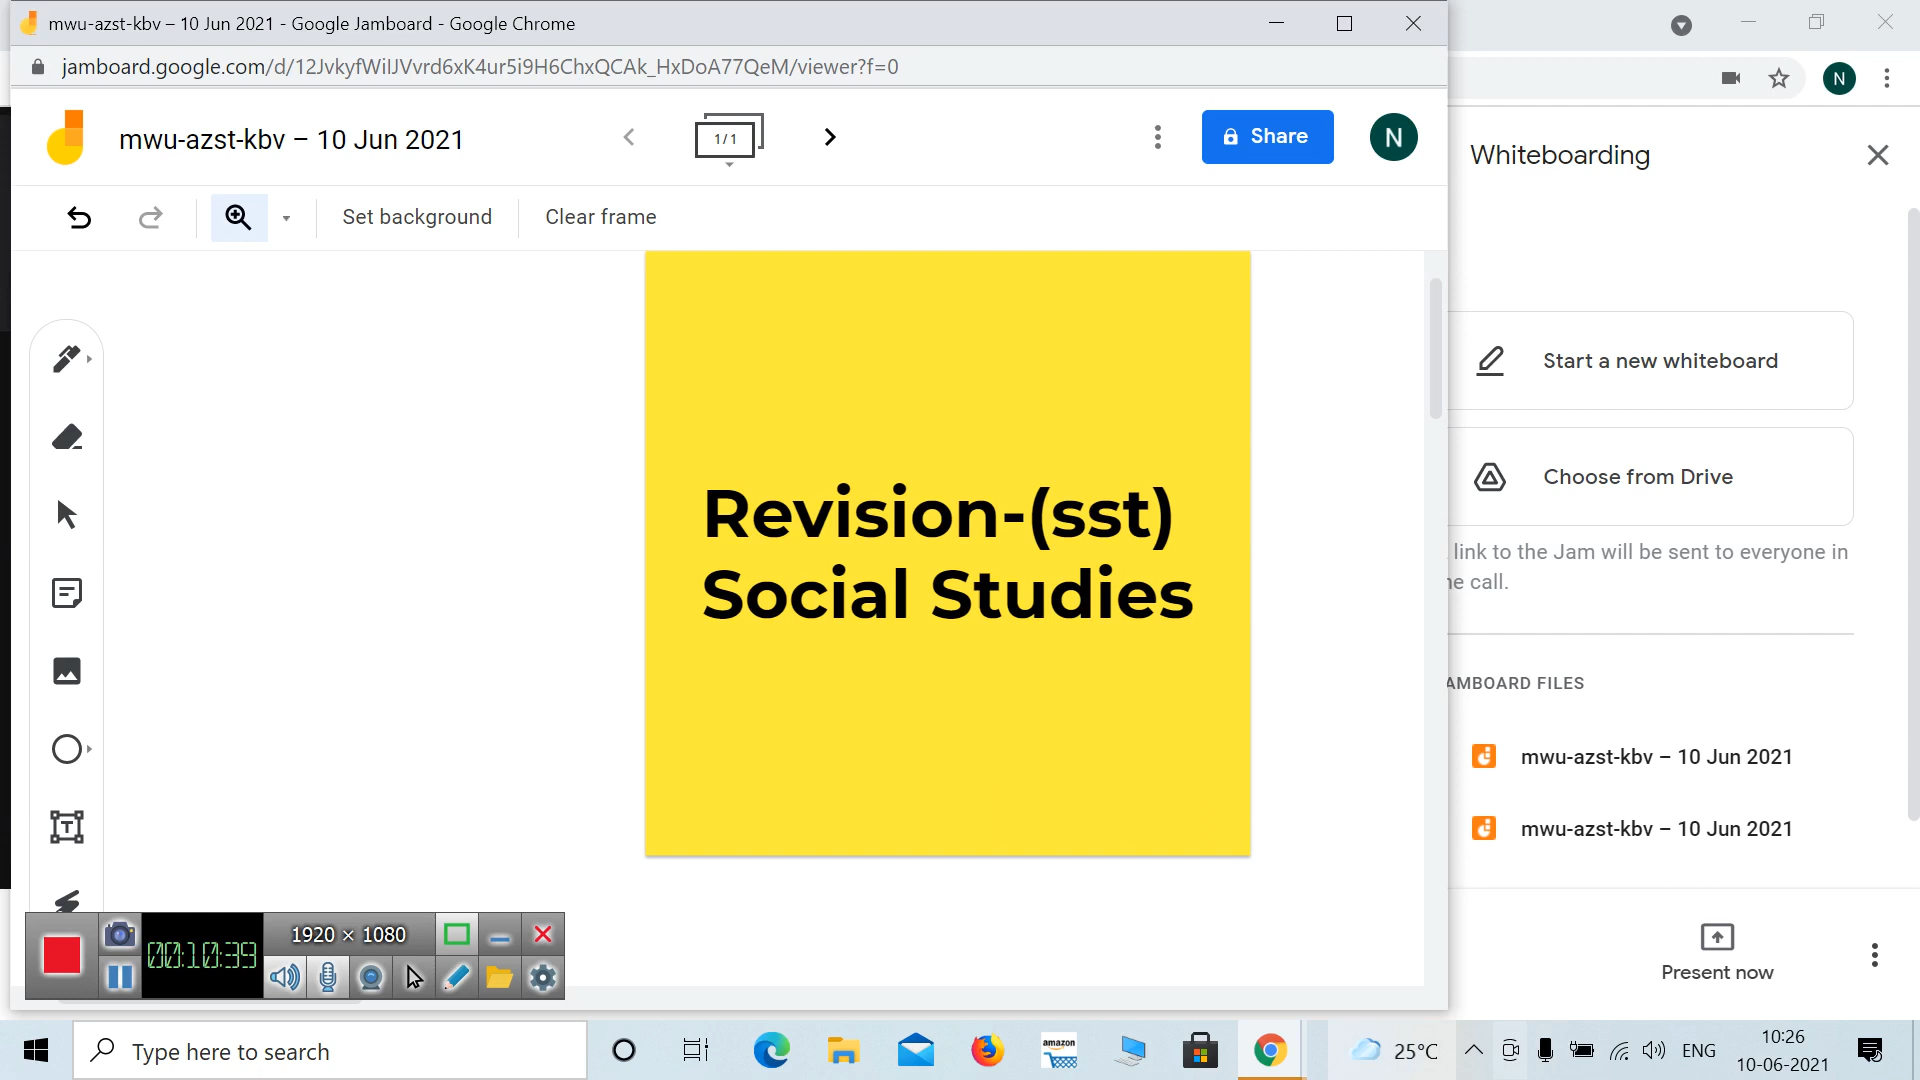 mwu-azst-kbv – 10 Jun 2021 - Google Jamboard - Google Chrome
jamboard.google.com/d/12JvkyfWiIJVvrd6xK4ur5i9H6ChxQCAk_HxDoA77QeM/viewer?f=0
N
mwu-azst-kbv – 10 Jun 2021
1/1
Share
N
Whiteboarding
Set background
Clear frame
Start a new whiteboard
Choose from Drive
Revision-(sst)
Social Studies
link to the Jam will be sent to everyone in
he call.
AMBOARD FILES
mwu-azst-kbv – 10 Jun 2021
mwu-azst-kbv – 10 Jun 2021
1920 × 1080
00:10:39
Present now
Type here to search
amazon
25°C
ENG
10:26
10-06-2021